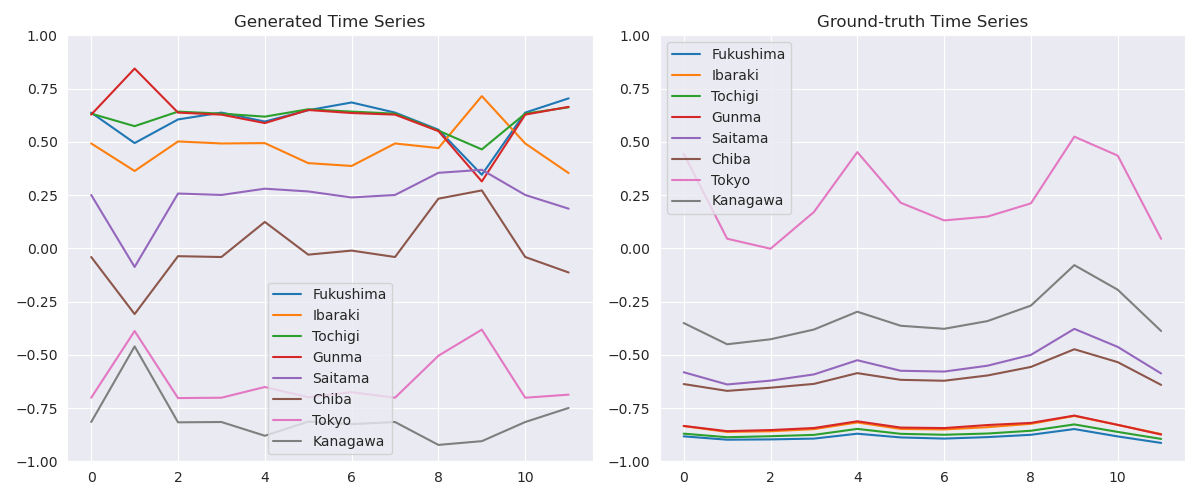 Generated Time Series
1.00
0.75
0.50
0.25
0.00
−0.25
−0.50
−0.75
−1.00
0 2 4 6 8 10
Fukushima
Ibaraki
Tochigi
Gunma
Saitama
Chiba
Tokyo
Kanagawa
Ground-truth Time Series
1.00
0.75
0.50
0.25
0.00
−0.25
−0.50
−0.75
−1.00
0 2 4 6 8 10
Fukushima
Ibaraki
Tochigi
Gunma
Saitama
Chiba
Tokyo
Kanagawa